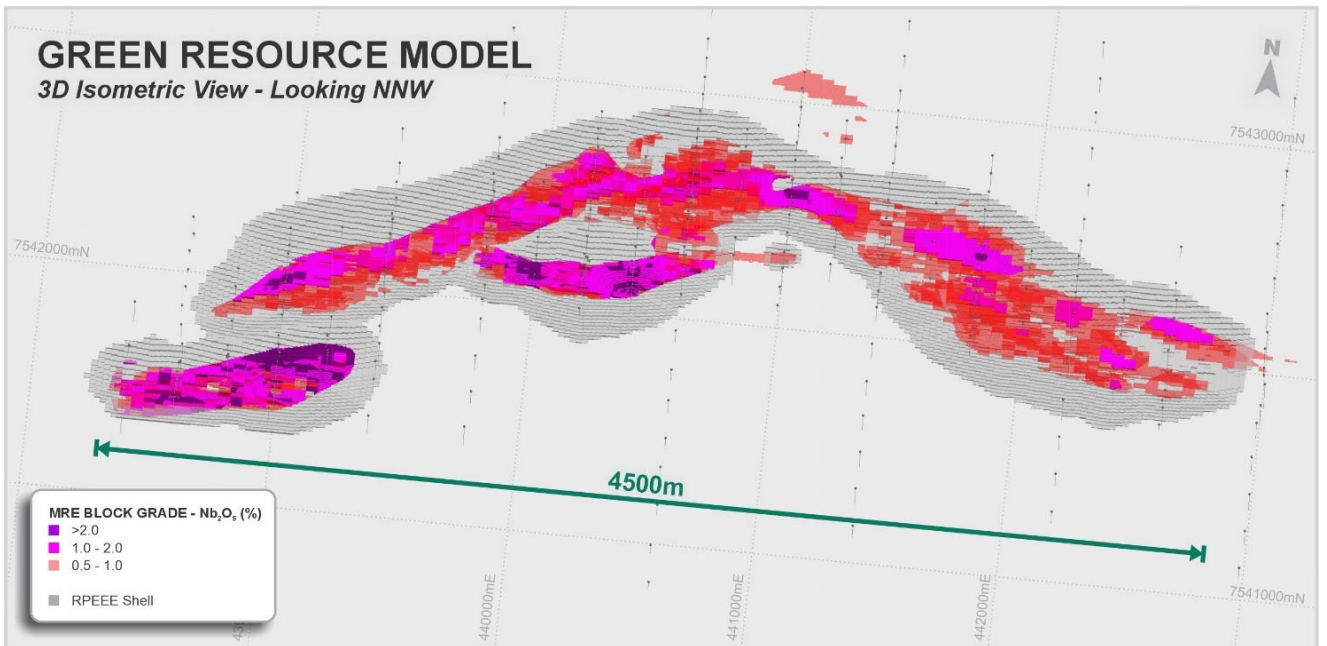 GREEN RESOURCE MODEL
3D Isometric View - Looking NNW
N
7543000mN
7542000mN
4500m
MRE BLOCK GRADE - Nb₂O₅ (%)
>2.0
1.0 - 2.0
0.5 - 1.0
RPEEE Shell
440000mE
441000mE
442000mE
7541000mN